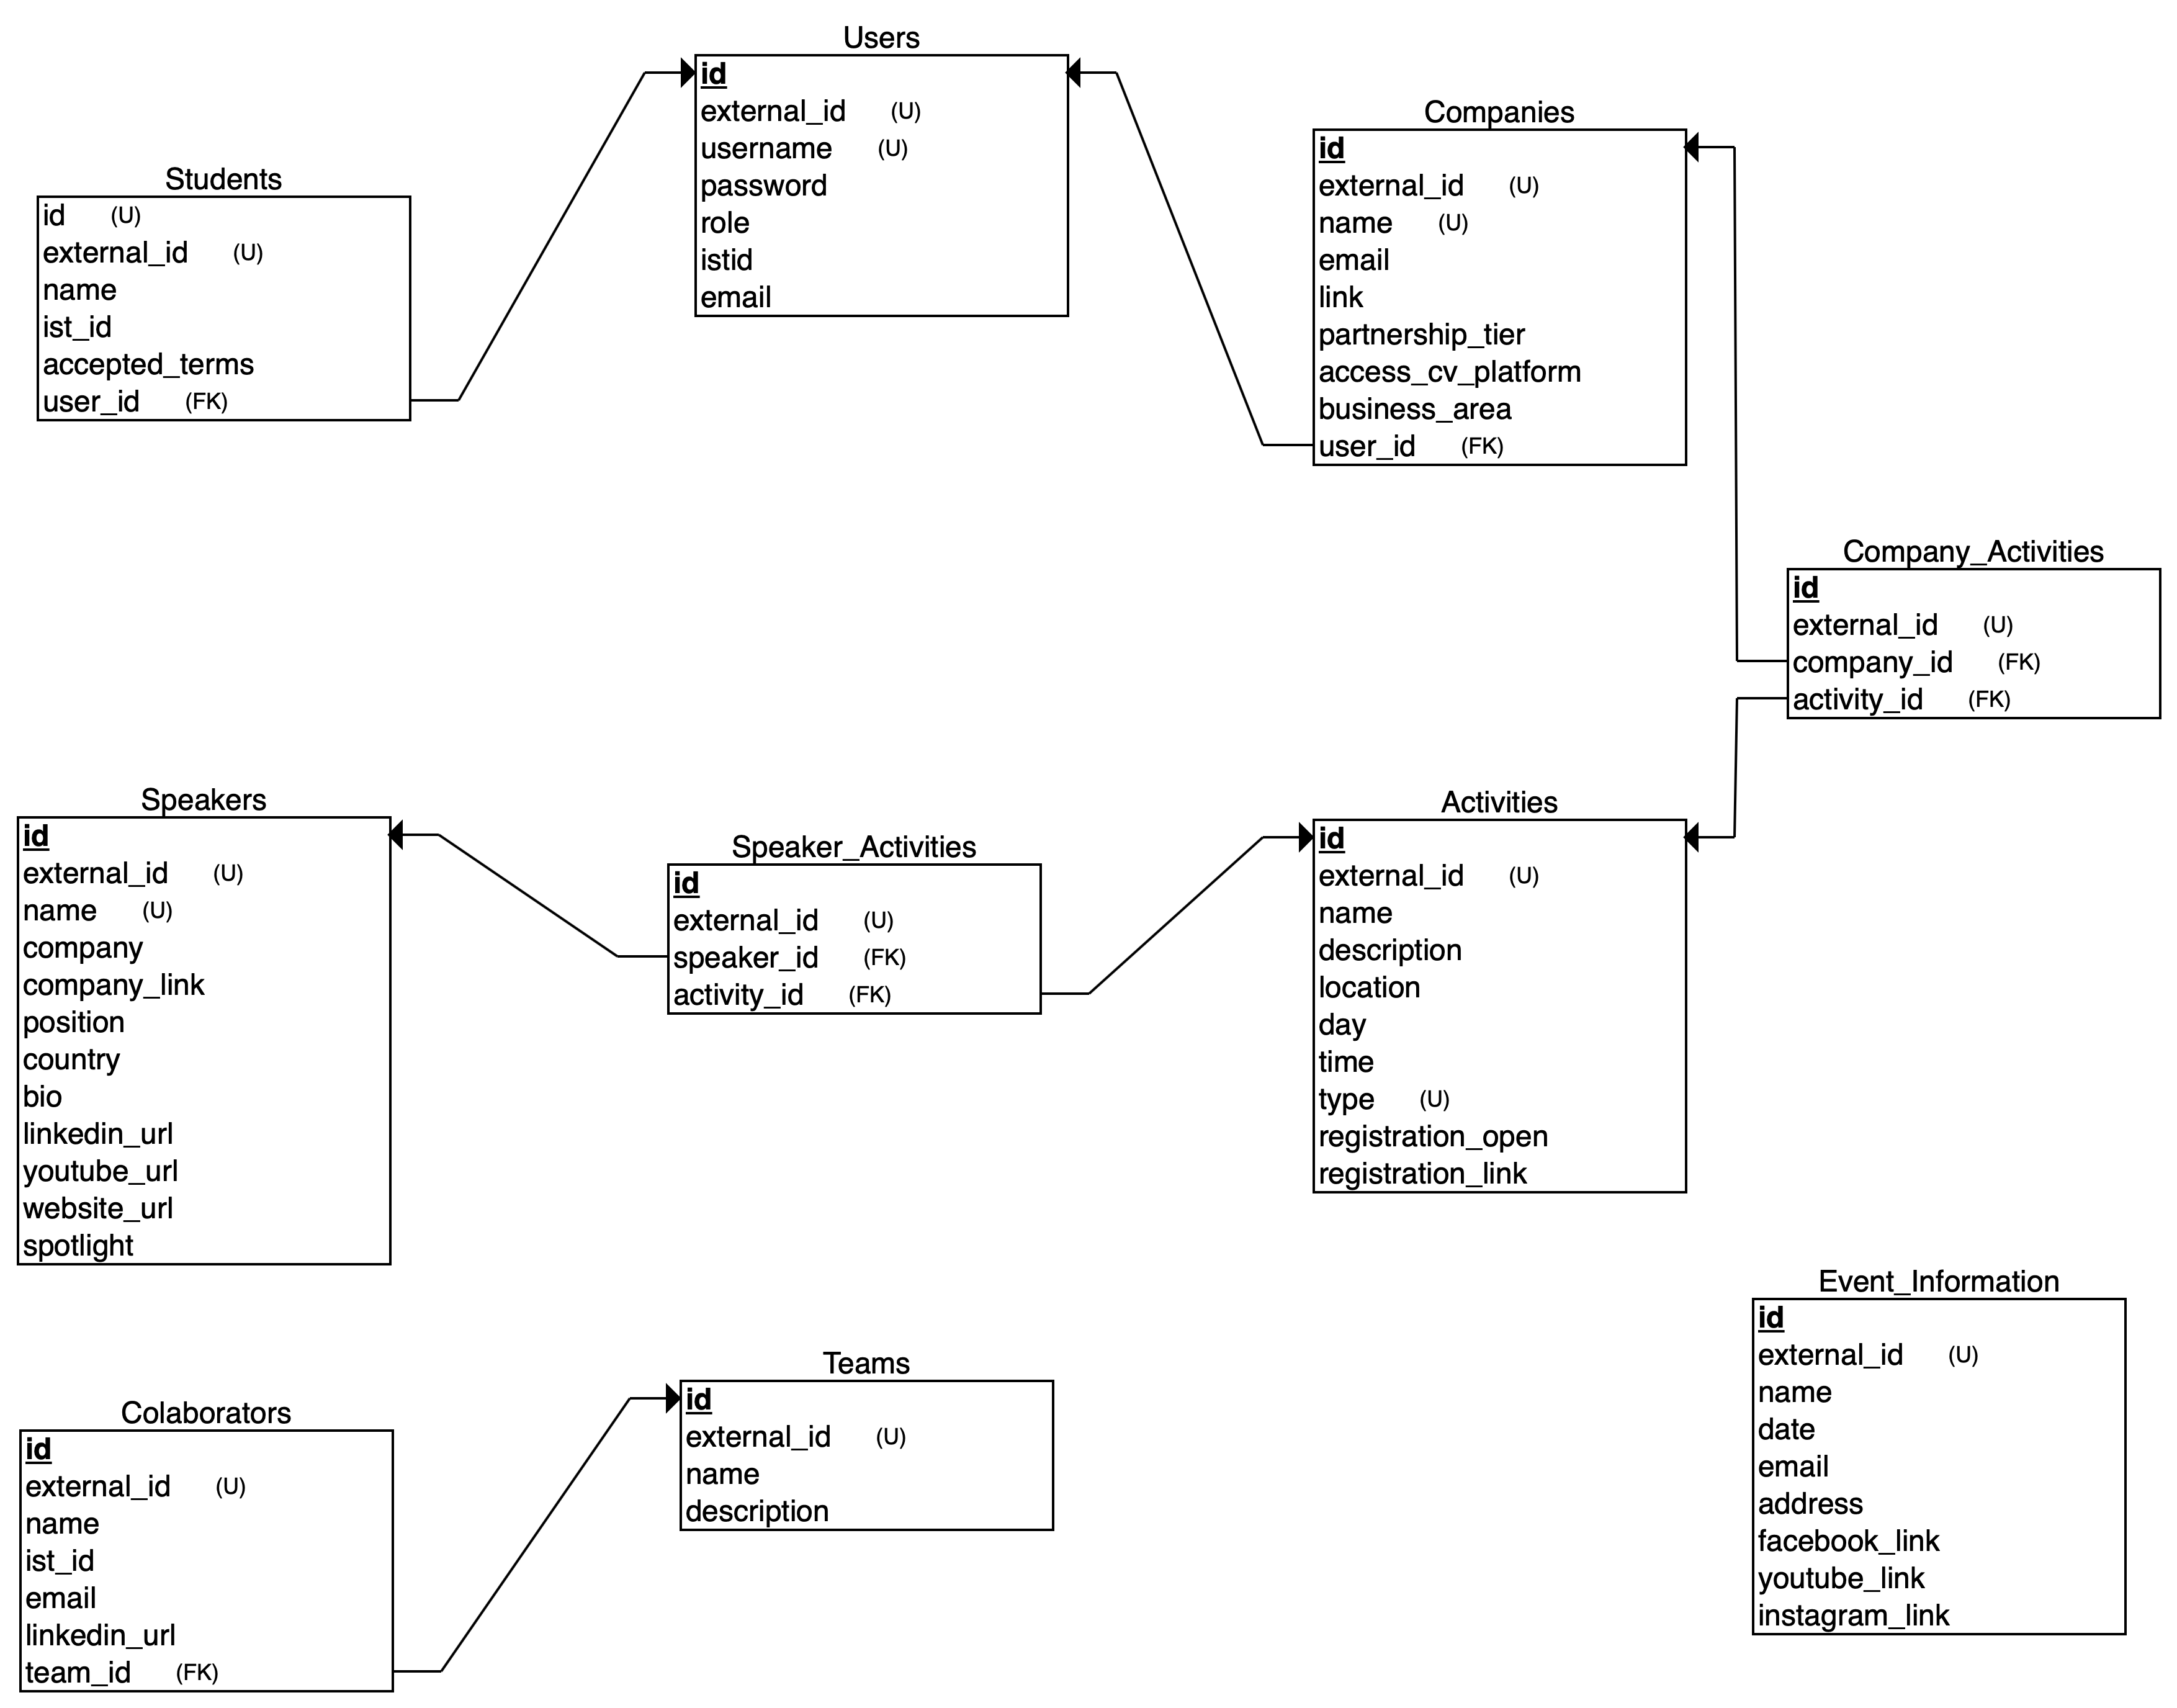 Users
id
external_id (U)
username (U)
password
role
istid
email
Companies
id
external_id (U)
name (U)
email
link
partnership_tier
access_cv_platform
business_area
user_id (FK)
Students
id (U)
external_id (U)
name
ist_id
accepted_terms
user_id (FK)
Company_Activities
id
external_id (U)
company_id (FK)
activity_id (FK)
Speakers
id
external_id (U)
name (U)
company
company_link
position
country
bio
linkedin_url
youtube_url
website_url
spotlight
Speaker_Activities
id
external_id (U)
speaker_id (FK)
activity_id (FK)
Activities
id
external_id (U)
name
description
location
day
time
type (U)
registration_open
registration_link
Event_Information
id
external_id (U)
name
date
email
address
facebook_link
youtube_link
instagram_link
Teams
id
external_id (U)
name
description
Colaborators
id
external_id (U)
name
ist_id
email
linkedin_url
team_id (FK)